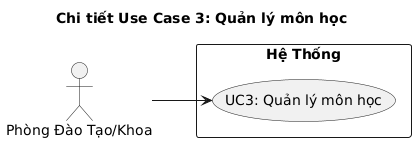 Chi tiết Use Case 3: Quản lý môn học
Hệ Thống
UC3: Quản lý môn học
Phòng Đào Tạo/Khoa